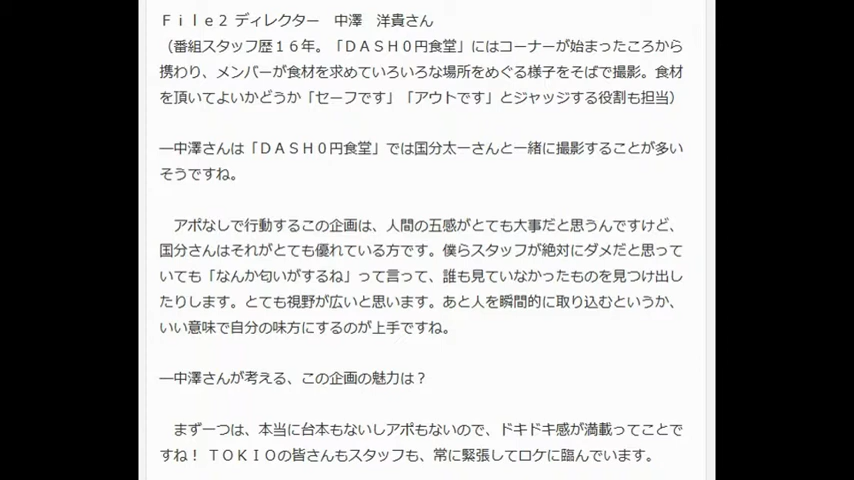 Ｆｉｌｅ２ ディレクター　中澤　洋貴さん
（番組スタッフ歴１６年。「ＤＡＳＨ０円食堂」にはコーナーが始まったころから
携わり、メンバーが食材を求めていろいろな場所をめぐる様子をそばで撮影。食材
を頂いてよいかどうか「セーフです」「アウトです」とジャッジする役割も担当）
―中澤さんは「ＤＡＳＨ０円食堂」では国分太一さんと一緒に撮影することが多い
そうですね。
　アポなしで行動するこの企画は、人間の五感がとても大事だと思うんですけど、
国分さんはそれがとても優れている方です。僕らスタッフが絶対にダメだと思って
いても「なんか匂いがするね」って言って、誰も見ていなかったものを見つけ出し
たりします。とても視野が広いと思います。あと人を瞬間的に取り込むというか、
いい意味で自分の味方にするのが上手ですね。
―中澤さんが考える、この企画の魅力は？
　まず一つは、本当に台本もないしアポもないので、ドキドキ感が満載ってことで
すね！ ＴＯＫＩＯの皆さんもスタッフも、常に緊張してロケに臨んでいます。